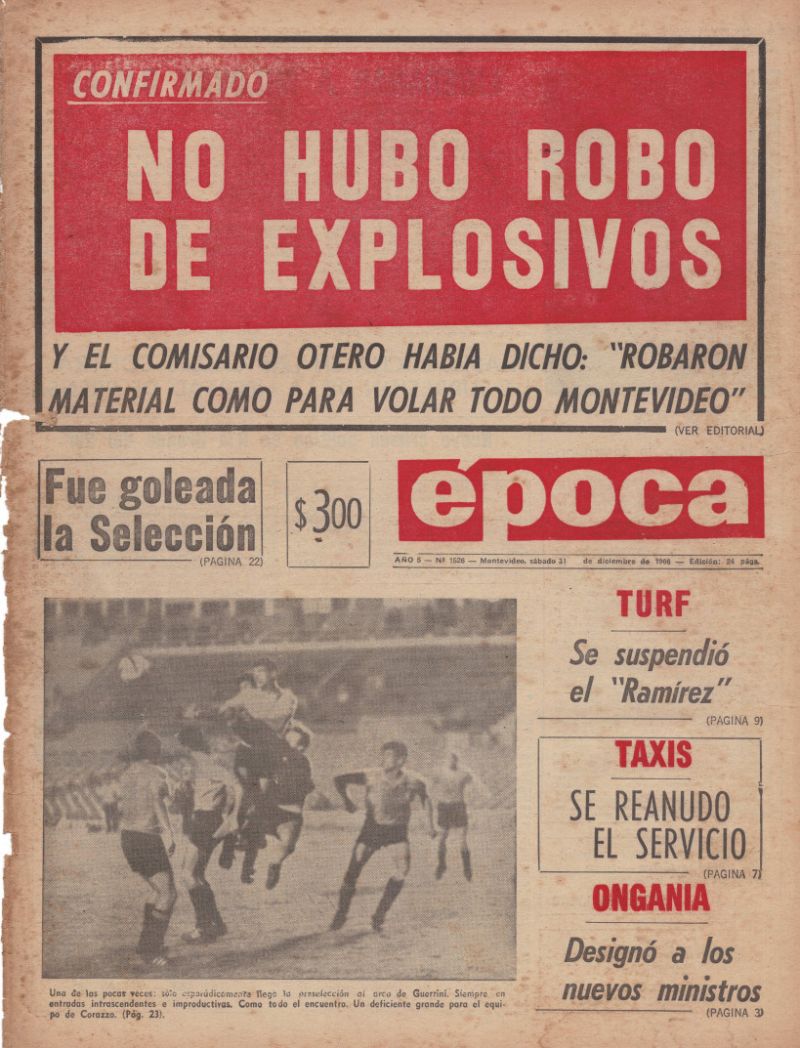 CONFIRMADO
NO HUBO ROBO
DE EXPLOSIVOS
Y EL COMISARIO OTERO HABIA DICHO: "ROBARON
MATERIAL COMO PARA VOLAR TODO MONTEVIDEO"
(VER EDITORIAL)
Fue goleada
la Selección
(PAGINA 22)
$ 3.00
época
AÑO 5 — Nº 1526 — Montevideo, sábado 31 de diciembre de 1966 — Edición: 24 págs.
TURF
Se suspendió
el "Ramírez"
(PAGINA 9)
TAXIS
SE REANUDO
EL SERVICIO
(PAGINA 7)
ONGANIA
Designó a los
nuevos ministros
(PAGINA 3)
Una de las pocas veces: sólo esporádicamente llegó la preselección al arco de Guerrini. Siempre en
entradas intrascendentes e improductivas. Como todo el encuentro. Un deficiente grande para el equi-
po de Corazzo. (Pág. 23).